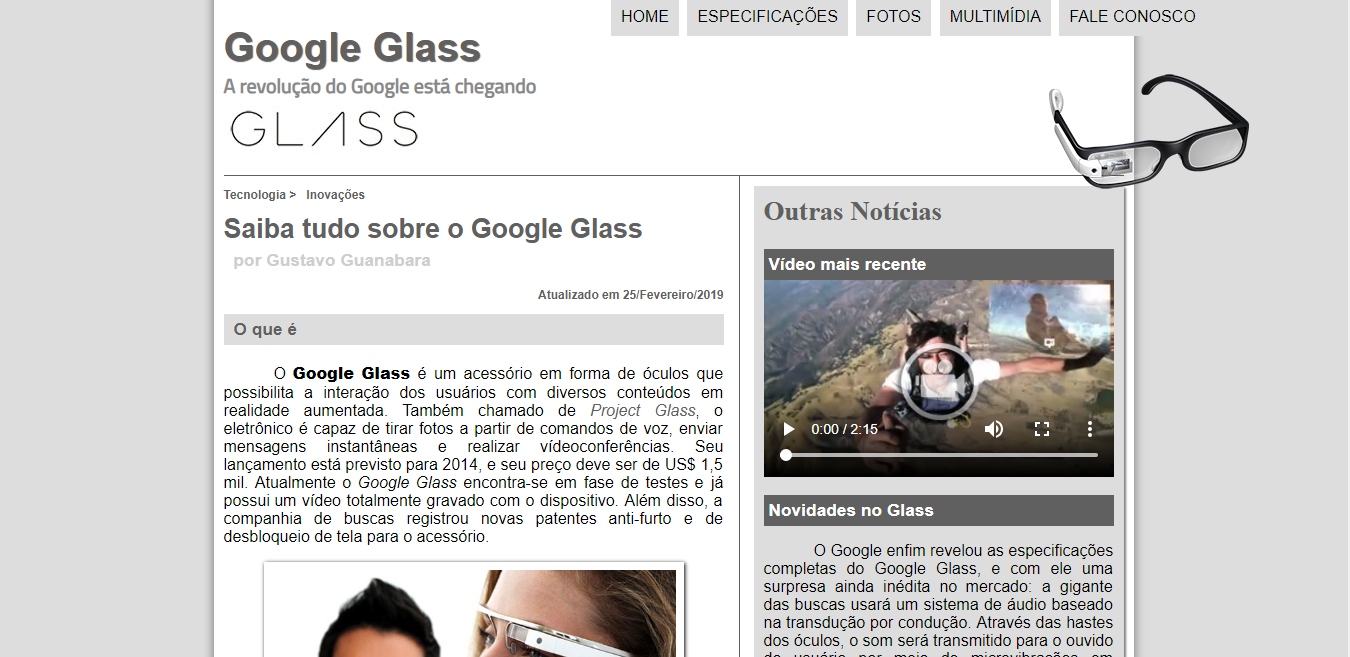 HOME ESPECIFICAÇÕES FOTOS MULTIMÍDIA FALE CONOSCO
Google Glass
A revolução do Google está chegando
GLASS
Tecnologia > Inovações
Saiba tudo sobre o Google Glass
por Gustavo Guanabara
Atualizado em 25/Fevereiro/2019
O que é
O Google Glass é um acessório em forma de óculos que
possibilita a interação dos usuários com diversos conteúdos em
realidade aumentada. Também chamado de Project Glass, o
eletrônico é capaz de tirar fotos a partir de comandos de voz, enviar
mensagens instantâneas e realizar vídeoconferências. Seu
lançamento está previsto para 2014, e seu preço deve ser de US$ 1,5
mil. Atualmente o Google Glass encontra-se em fase de testes e já
possui um vídeo totalmente gravado com o dispositivo. Além disso, a
companhia de buscas registrou novas patentes anti-furto e de
desbloqueio de tela para o acessório.
Outras Notícias
Vídeo mais recente
0:00 / 2:15
Novidades no Glass
O Google enfim revelou as especificações
completas do Google Glass, e com ele uma
surpresa ainda inédita no mercado: a gigante
das buscas usará um sistema de áudio baseado
na transdução por condução. Através das hastes
dos óculos, o som será transmitido para o ouvido
do usuário por meio de microvibrações em